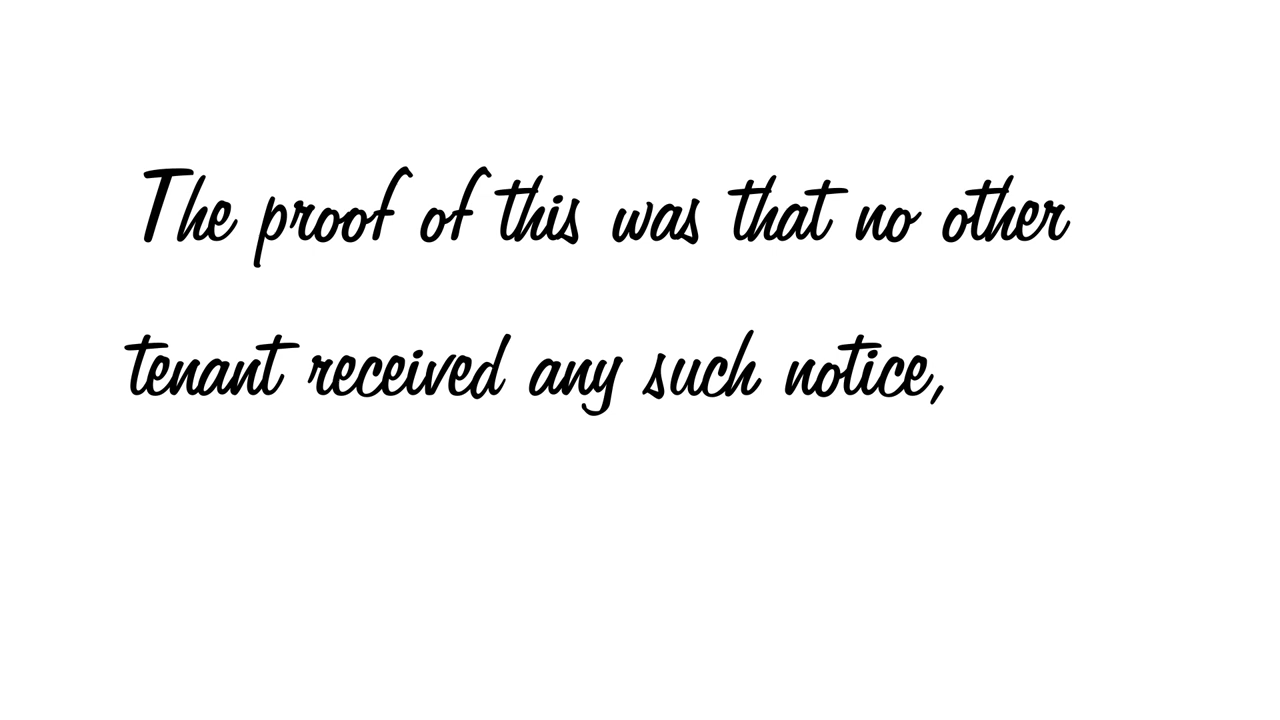 The proof of this was that no other
tenant received any such notice,